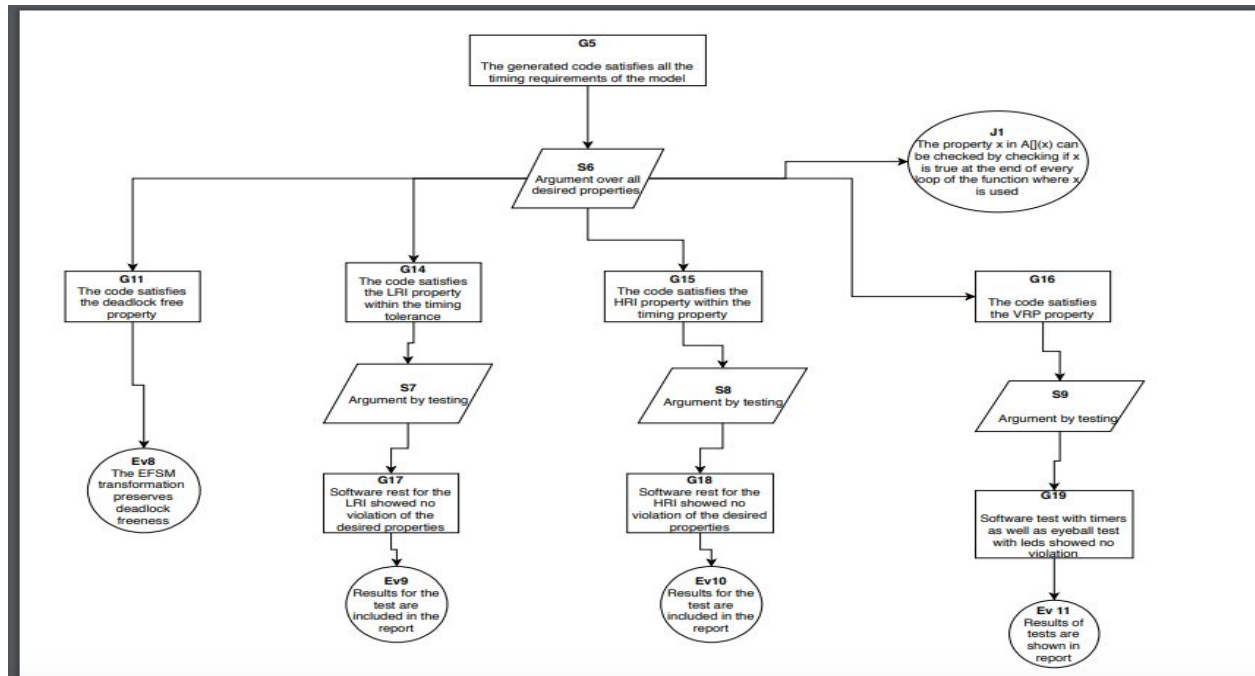 G5
The generated code satisfies all the
timing requirements of the model
J1
The property x in A[](x) can
be checked by checking if x
is true at the end of every
loop of the function where x
is used
S6
Argument over all
desired properties
G11
The code satisfies
the deadlock free
property
G14
The code satisfies
the LRI property
within the timing
tolerance
G15
The code satisfies the
HRI property within the
timing property
G16
The code satisfies
the VRP property
S7
Argument by testing
S8
Argument by testing
S9
Argument by testing
Ev8
The EFSM
transformation
preserves
deadlock
freeness
G17
Software rest for the
LRI showed no
violation of the
desired properties
G18
Software rest for the
HRI showed no
violation of the desired
properties
G19
Software test with timers
as well as eyeball test
with leds showed no
violation
Ev9
Results for the
test are
included in the
report
Ev10
Results for the
test are
included in the
report
Ev 11
Results of
tests are
shown in
report